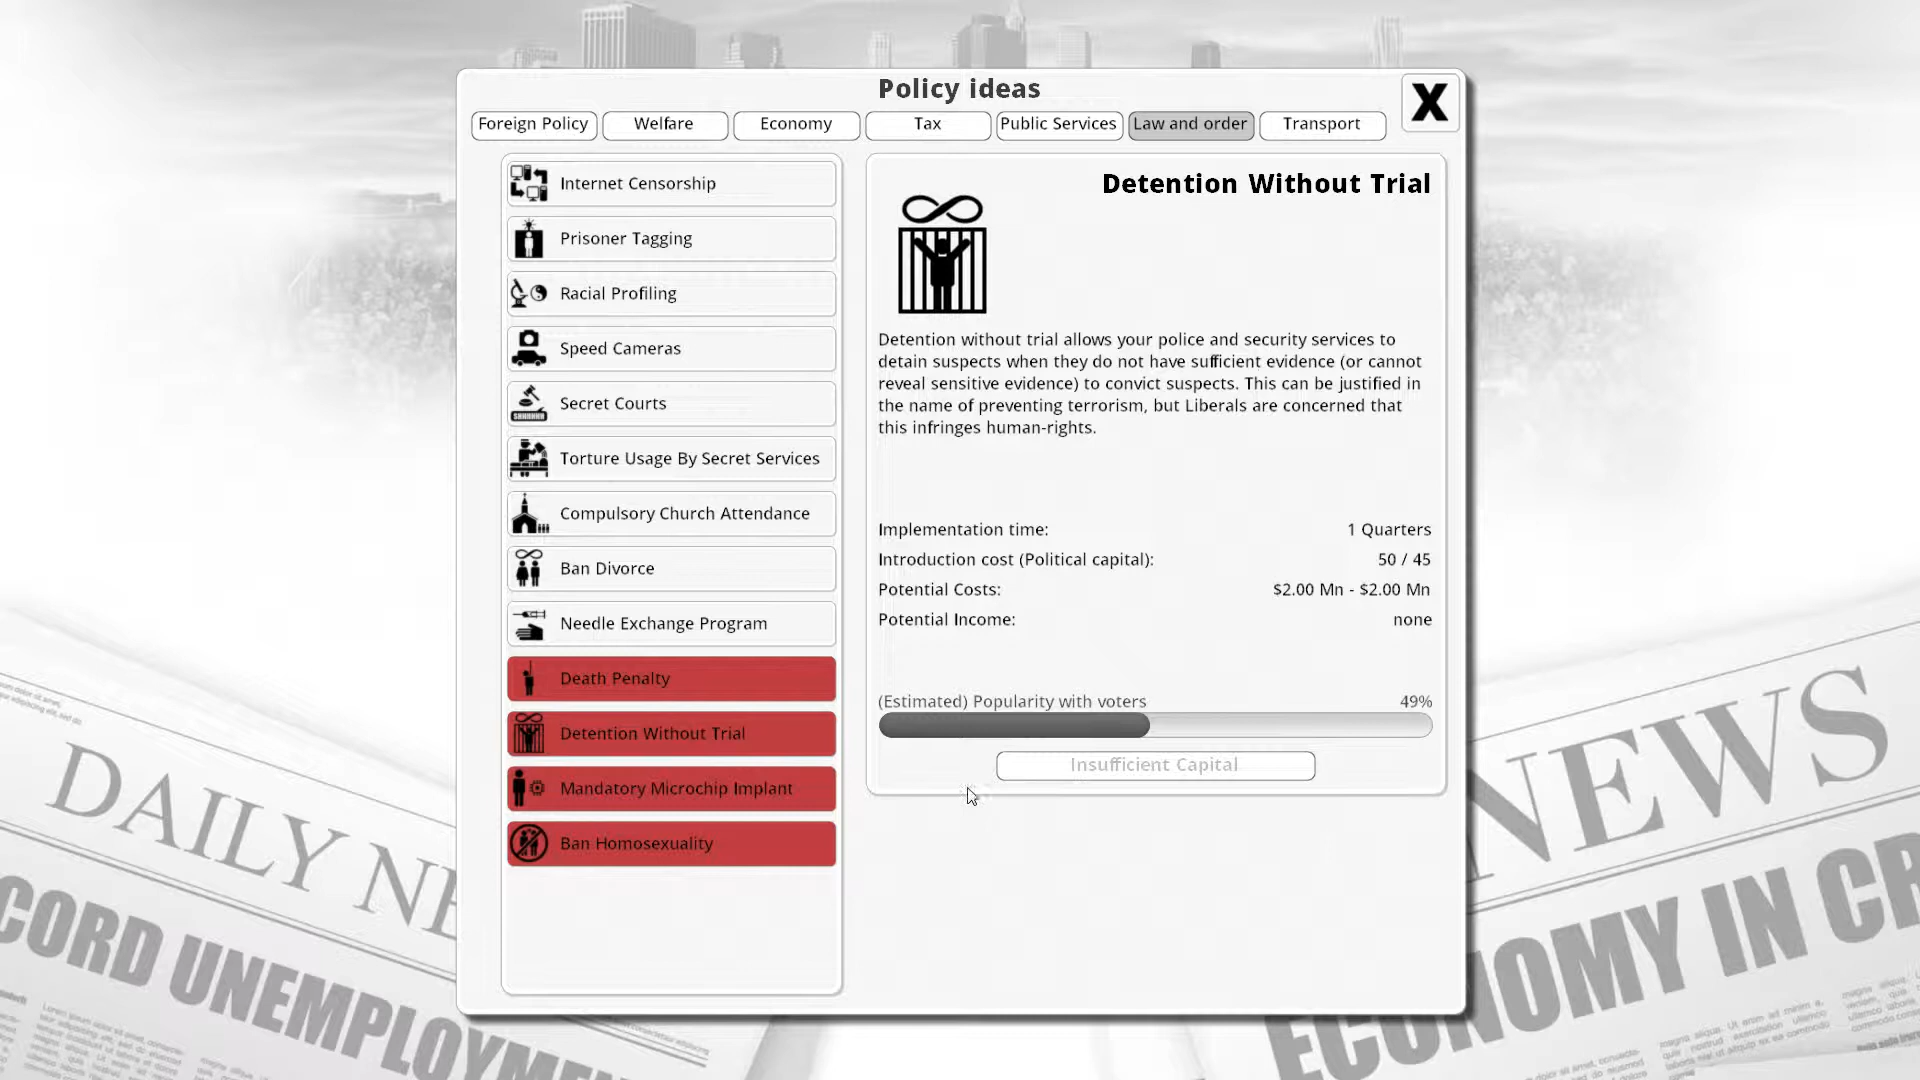 Policy ideas
X
Foreign Policy
Welfare
Economy
Tax
Public Services
Law and order
Transport
Internet Censorship
Prisoner Tagging
Racial Profiling
Speed Cameras
Secret Courts
Torture Usage By Secret Services
Compulsory Church Attendance
Ban Divorce
Needle Exchange Program
Death Penalty
Detention Without Trial
Mandatory Microchip Implant
Ban Homosexuality
Detention Without Trial
Detention without trial allows your police and security services to
detain suspects when they do not have sufficient evidence (or cannot
reveal sensitive evidence) to convict suspects. This can be justified in
the name of preventing terrorism, but Liberals are concerned that
this infringes human-rights.
Implementation time: 1 Quarters
Introduction cost (Political capital): 50 / 45
Potential Costs: $2.00 Mn - $2.00 Mn
Potential Income: none
(Estimated) Popularity with voters 49%
Insufficient Capital
DAILY NE
CORD UNEMPLOYME
NEWS
ECONOMY IN CR